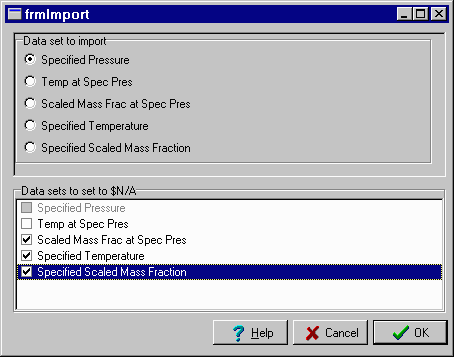 frmImport
Data set to import
Specified Pressure
Temp at Spec Pres
Scaled Mass Frac at Spec Pres
Specified Temperature
Specified Scaled Mass Fraction
Data sets to set to $N/A
Specified Pressure
Temp at Spec Pres
Scaled Mass Frac at Spec Pres
Specified Temperature
Specified Scaled Mass Fraction
? Help Cancel OK